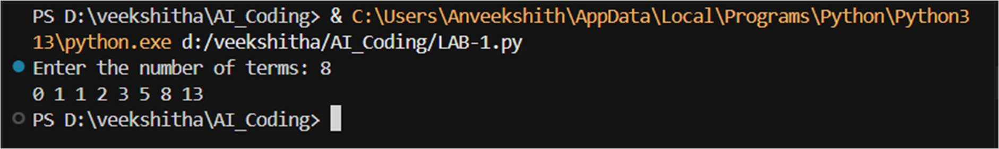 PS D:\veekshitha\AI_Coding> & C:\Users\Anveekshith\AppData\Local\Programs\Python\Python3
13\python.exe d:/veekshitha/AI_Coding/LAB-1.py
Enter the number of terms: 8
0 1 1 2 3 5 8 13
PS D:\veekshitha\AI_Coding>